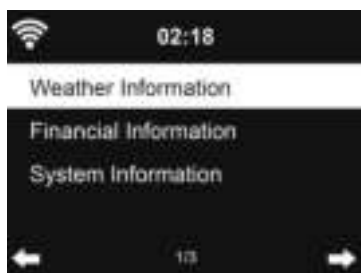 02:18
Weather Information
Financial Information
System Information
1/3